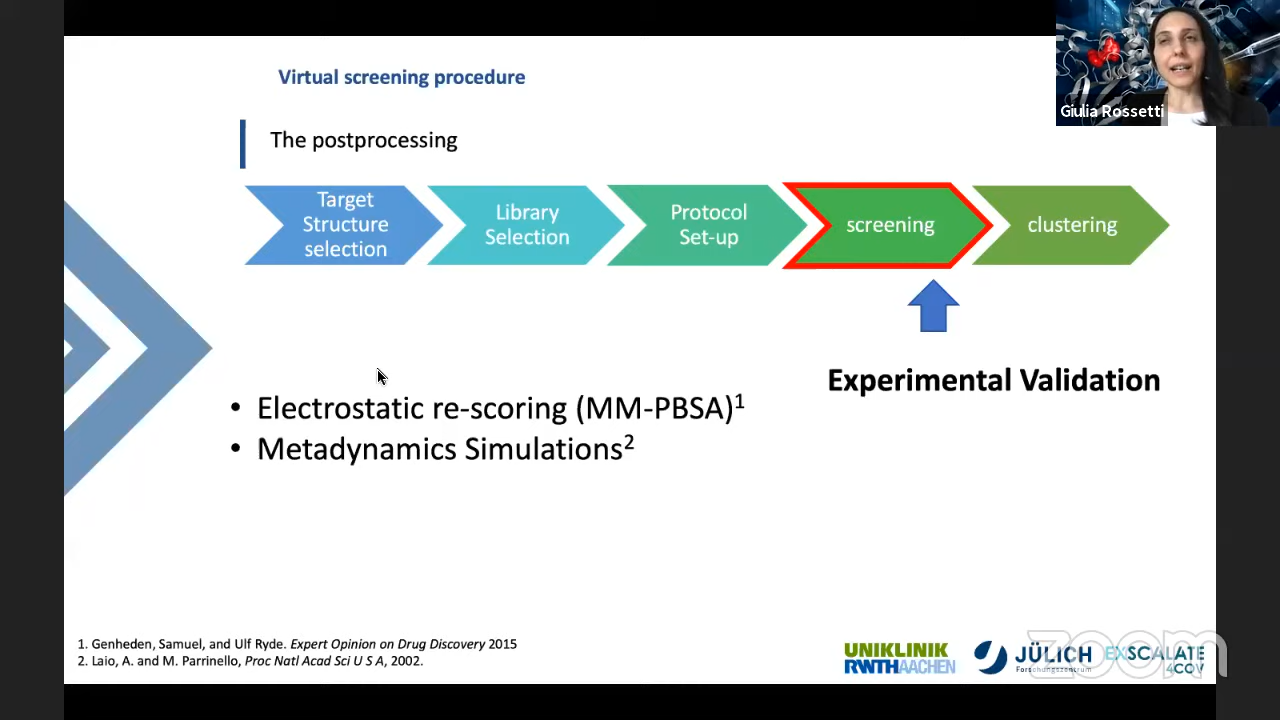 Virtual screening procedure
Giulia Rossetti
The postprocessing
Target
Structure
selection
Library
Selection
Protocol
Set-up
screening
clustering
Experimental Validation
• Electrostatic re-scoring (MM-PBSA)1
• Metadynamics Simulations2
1. Genheden, Samuel, and Ulf Ryde. Expert Opinion on Drug Discovery 2015
2. Laio, A. and M. Parrinello, Proc Natl Acad Sci U S A, 2002.
UNIKLINIK
RWTHAACHEN
JÜLICH
Forschungszentrum
EXSCALATE
4COV
zoom